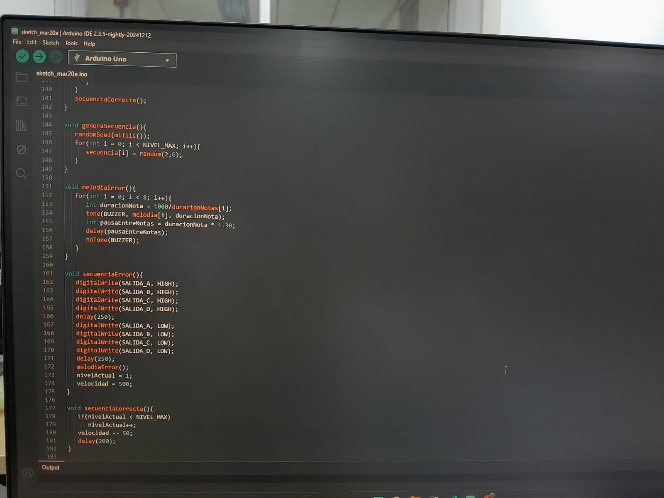 sketch_mar20a | Arduino IDE 2.3.5-nightly-20241212
File Edit Sketch Tools Help
Arduino Uno
sketch_mar20a.ino
140 }
141 secuenciaCorrecta();
142 }
143
144 void generaSecuencia(){
145 randomSeed(millis());
146 for(int i = 0; i < NIVEL_MAX; i++){
147 secuencia[i] = random(2,6);
148 }
149 }
150
151 void melodiaError(){
152 for(int i = 0; i < 8; i++){
153 int duracionNota = 1000/duracionNotas[i];
154 tone(BUZZER, melodia[i], duracionNota);
155 int pausaEntreNotas = duracionNota * 1.30;
156 delay(pausaEntreNotas);
157 noTone(BUZZER);
158 }
159 }
160
161 void secuenciaError(){
162 digitalWrite(SALIDA_A, HIGH);
163 digitalWrite(SALIDA_B, HIGH);
164 digitalWrite(SALIDA_C, HIGH);
165 digitalWrite(SALIDA_D, HIGH);
166 delay(250);
167 digitalWrite(SALIDA_A, LOW);
168 digitalWrite(SALIDA_B, LOW);
169 digitalWrite(SALIDA_C, LOW);
170 digitalWrite(SALIDA_D, LOW);
171 delay(250);
172 melodiaError();
173 nivelActual = 1;
174 velocidad = 500;
175 }
176
177 void secuenciaCorrecta(){
178 if(nivelActual < NIVEL_MAX)
179 nivelActual++;
180 velocidad -= 50;
181 delay(200);
182 }
183
Output